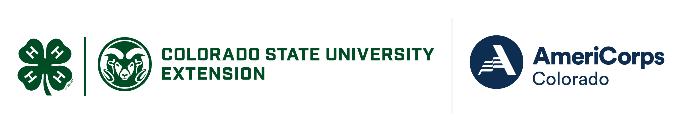 H H
H H
COLORADO STATE UNIVERSITY
EXTENSION
A
AmeriCorps
Colorado